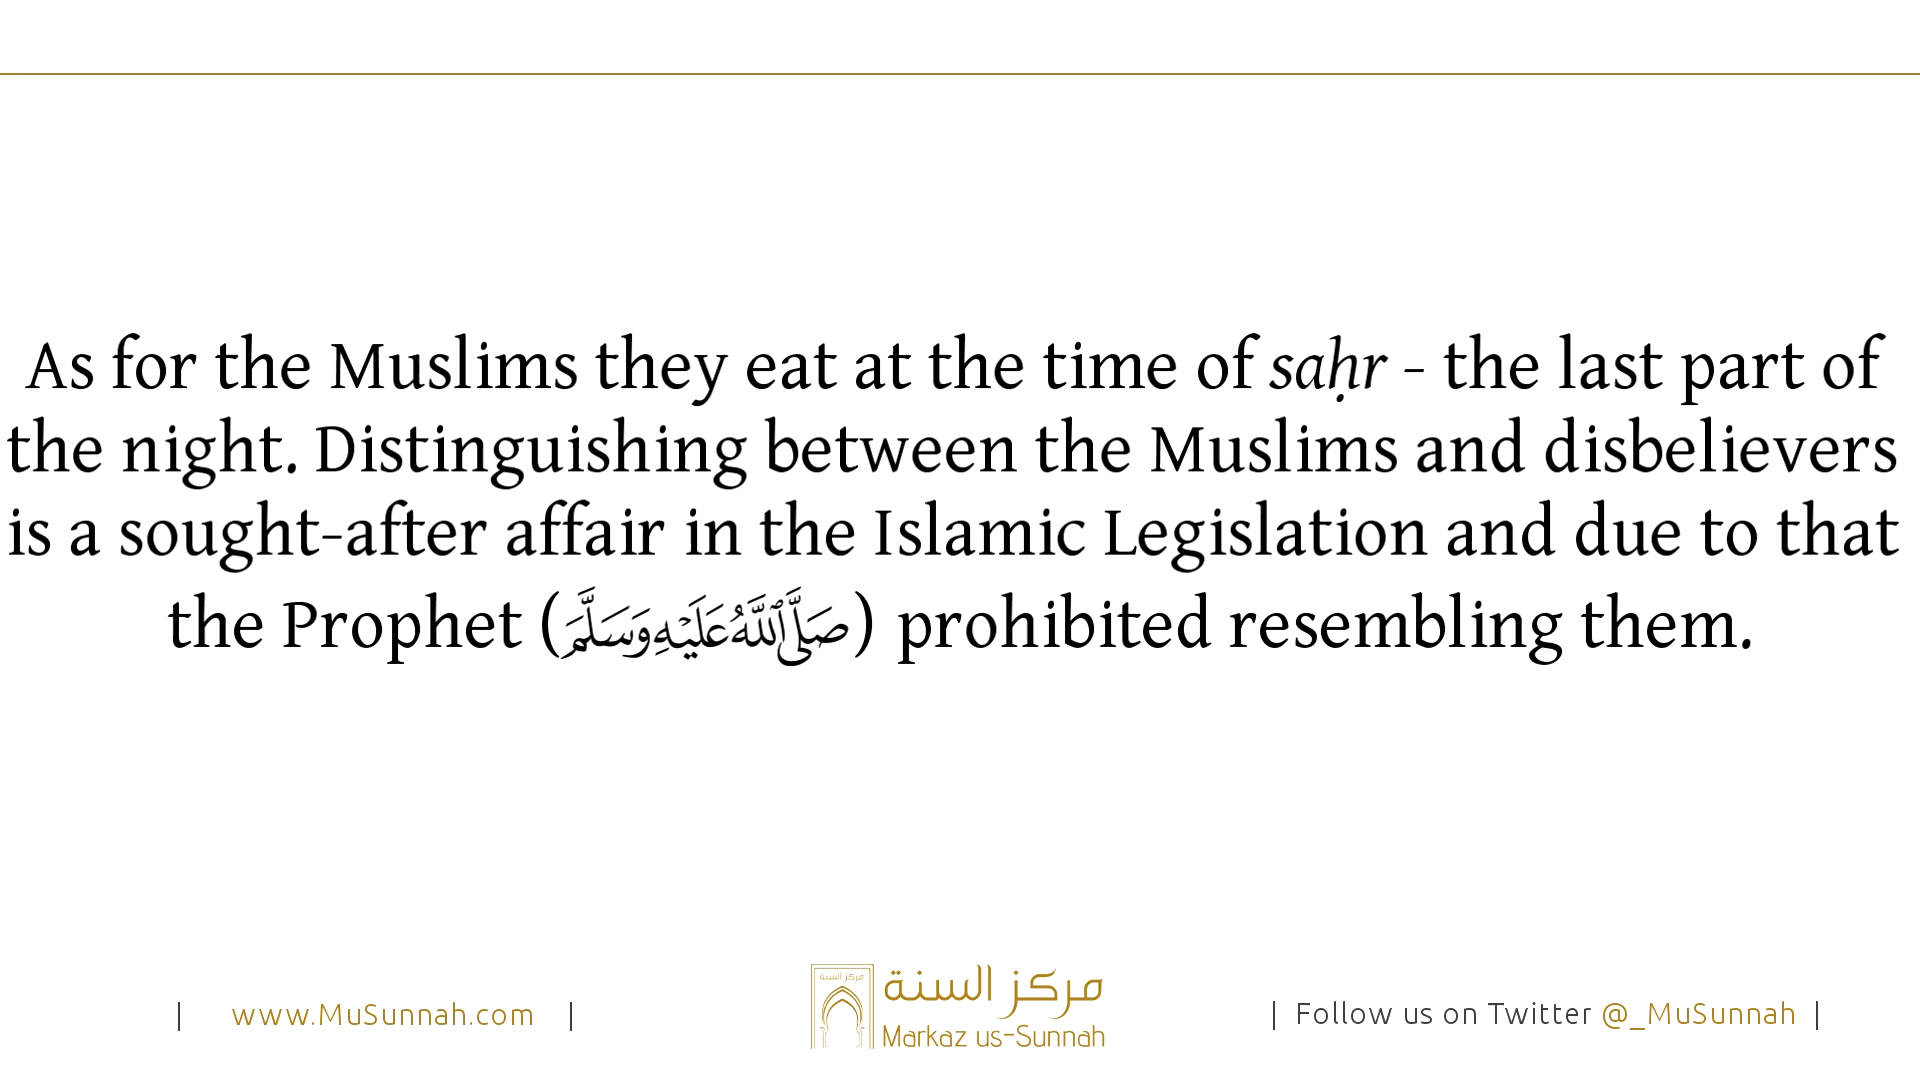 As for the Muslims they eat at the time of saḥr - the last part of
the night. Distinguishing between the Muslims and disbelievers
is a sought-after affair in the Islamic Legislation and due to that
the Prophet (صَلَّى ٱللَّهُ عَلَيْهِ وَسَلَّمَ) prohibited resembling them.
مركز السنة
مركز السنة
Markaz us-Sunnah
| www.MuSunnah.com |
| Follow us on Twitter @_MuSunnah |